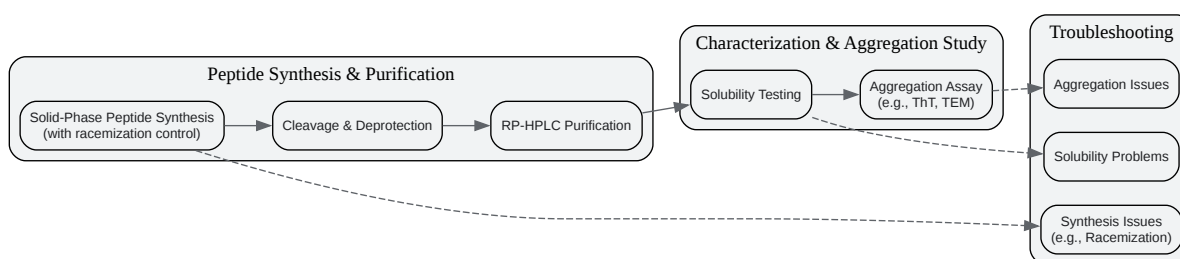 Peptide Synthesis & Purification
Solid-Phase Peptide Synthesis
(with racemization control)
Cleavage & Deprotection
RP-HPLC Purification
Characterization & Aggregation Study
Solubility Testing
Aggregation Assay
(e.g., ThT, TEM)
Troubleshooting
Aggregation Issues
Solubility Problems
Synthesis Issues
(e.g., Racemization)